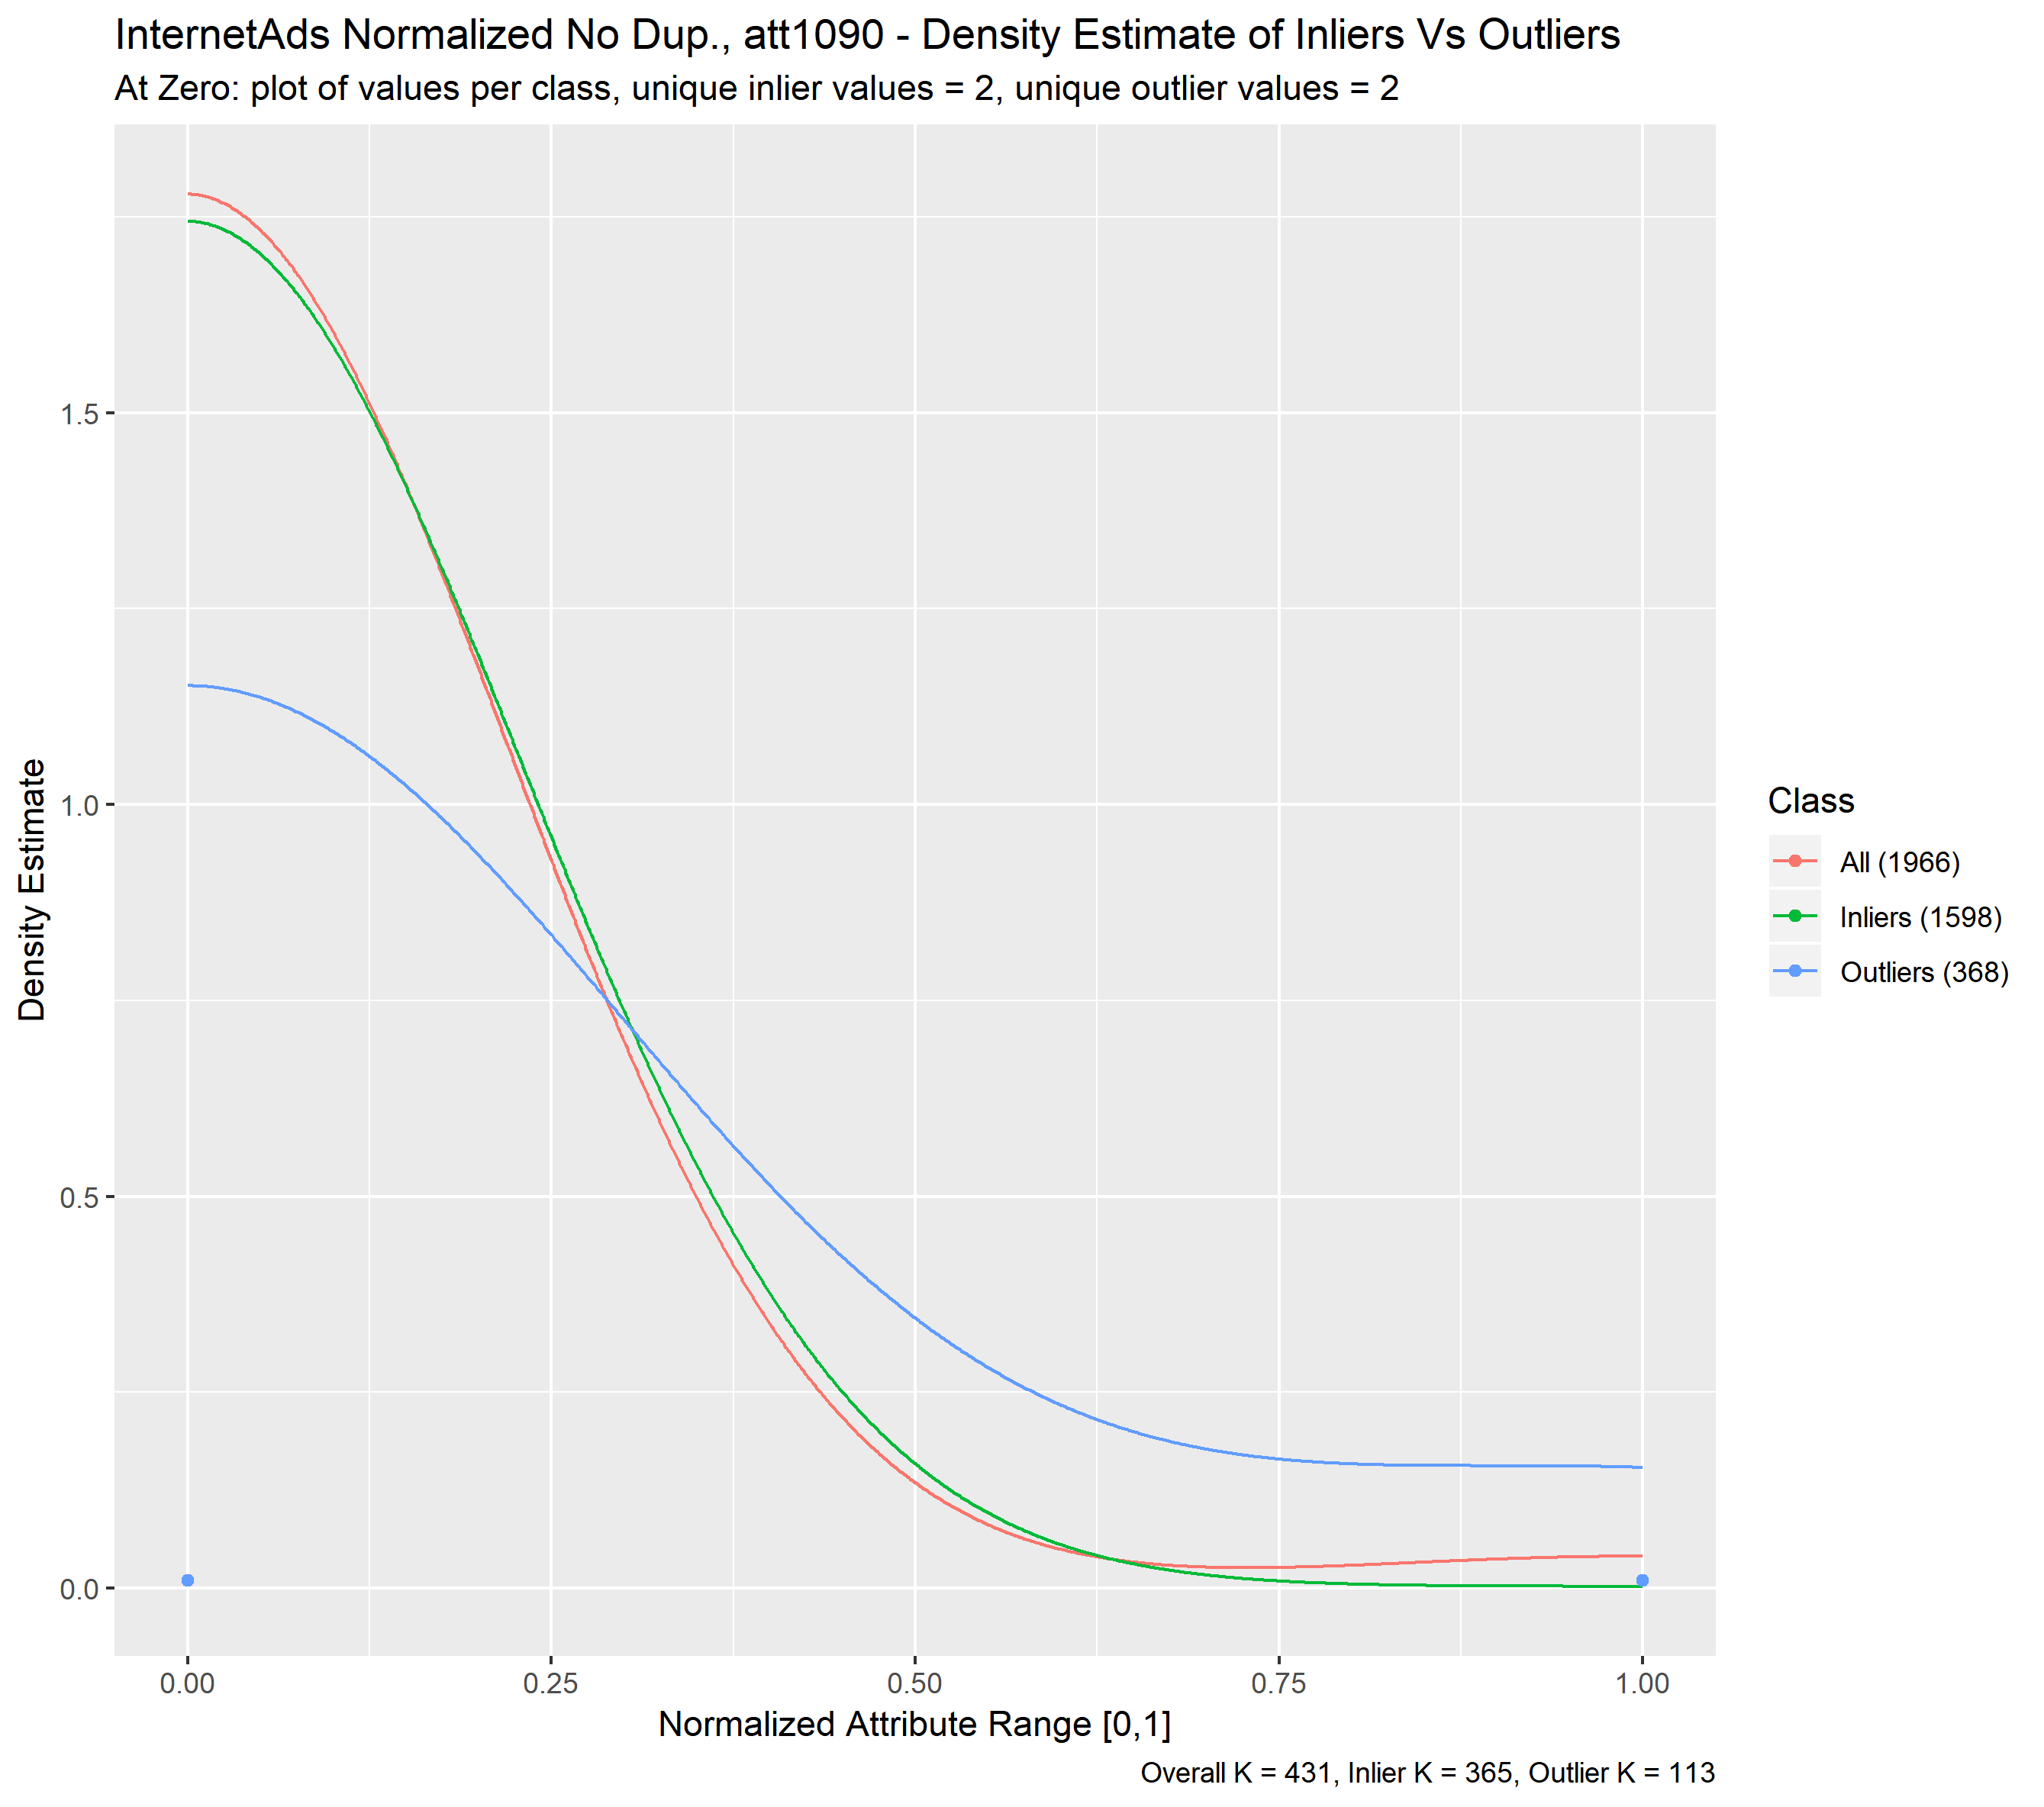 InternetAds Normalized No Dup., att1090 - Density Estimate of Inliers Vs Outliers
At Zero: plot of values per class, unique inlier values = 2, unique outlier values = 2
Density Estimate
1.5
1.0
0.5
0.0
0.00
0.25
0.50
0.75
1.00
Normalized Attribute Range [0,1]
Class
All (1966)
Inliers (1598)
Outliers (368)
Overall K = 431, Inlier K = 365, Outlier K = 113